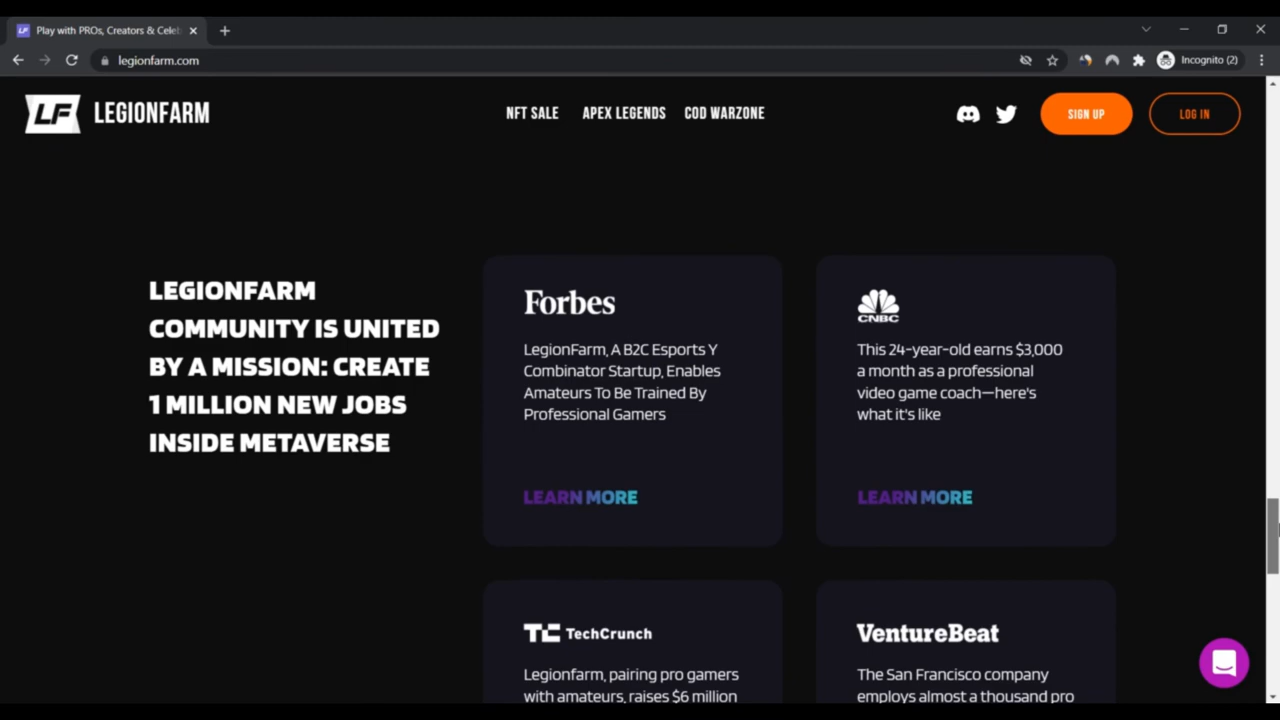 Play with PROs, Creators & Celeb
legionfarm.com
Incognito (2)
LF LEGIONFARM
NFT SALE
APEX LEGENDS
COD WARZONE
SIGN UP
LOG IN
LEGIONFARM
COMMUNITY IS UNITED
BY A MISSION: CREATE
1 MILLION NEW JOBS
INSIDE METAVERSE
Forbes
LegionFarm, A B2C Esports Y
Combinator Startup, Enables
Amateurs To Be Trained By
Professional Gamers
LEARN MORE
CNBC
This 24-year-old earns $3,000
a month as a professional
video game coach—here's
what it's like
LEARN MORE
TC TechCrunch
Legionfarm, pairing pro gamers
with amateurs, raises $6 million
VentureBeat
The San Francisco company
employs almost a thousand pro